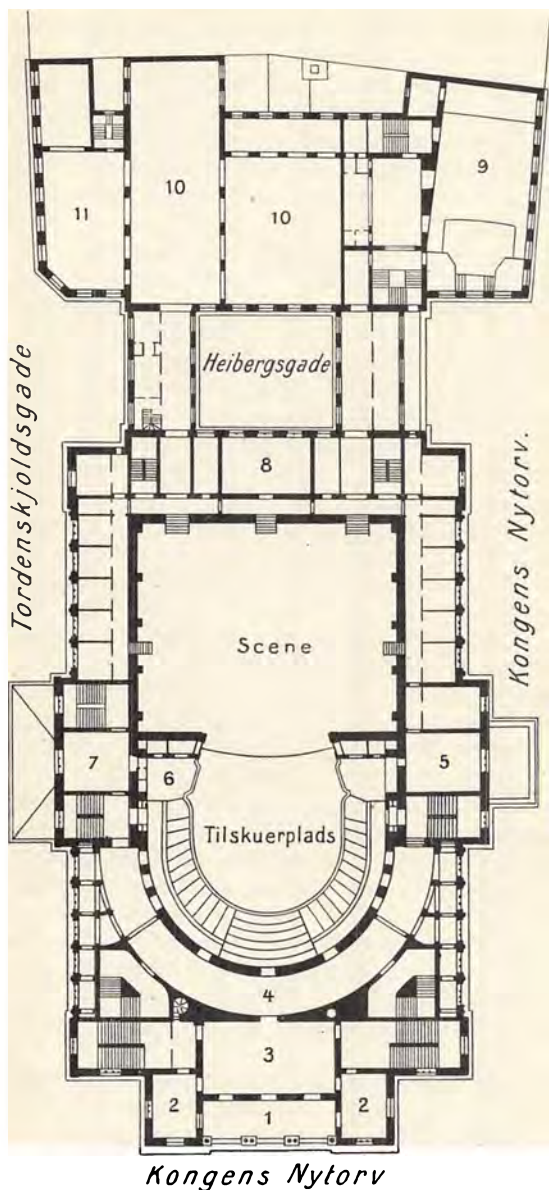 9
10
10
11
Heibergsgade
Tordenskjoldsgade
Kongens Nytorv.
8
Scene
7
6
5
Tilskuerplads
4
3
2
1
2
Kongens Nytorv